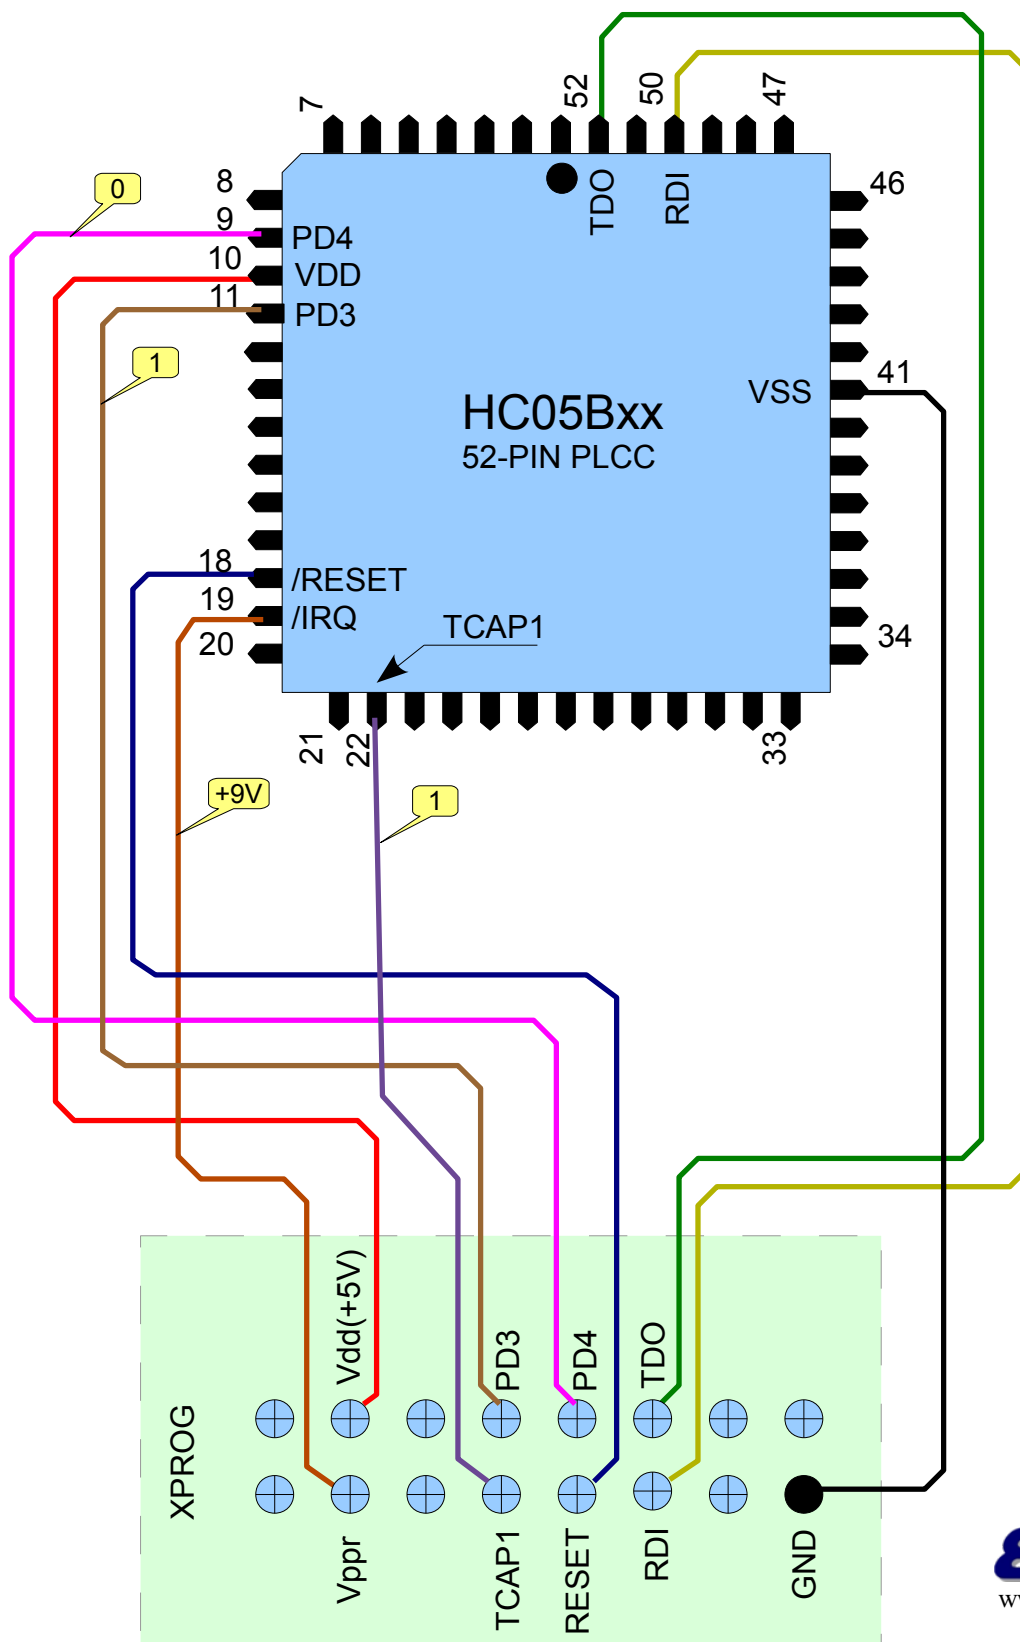 7
52
50
47
TDO
RDI
8
46
0
9
PD4
10
VDD
11
PD3
1
VSS
41
HC05Bxx
52-PIN PLCC
18
/RESET
19
/IRQ
TCAP1
20
34
21
22
33
+9V
1
Vdd(+5V)
PD3
PD4
TDO
XPROG
Vppr
TCAP1
RESET
RDI
GND